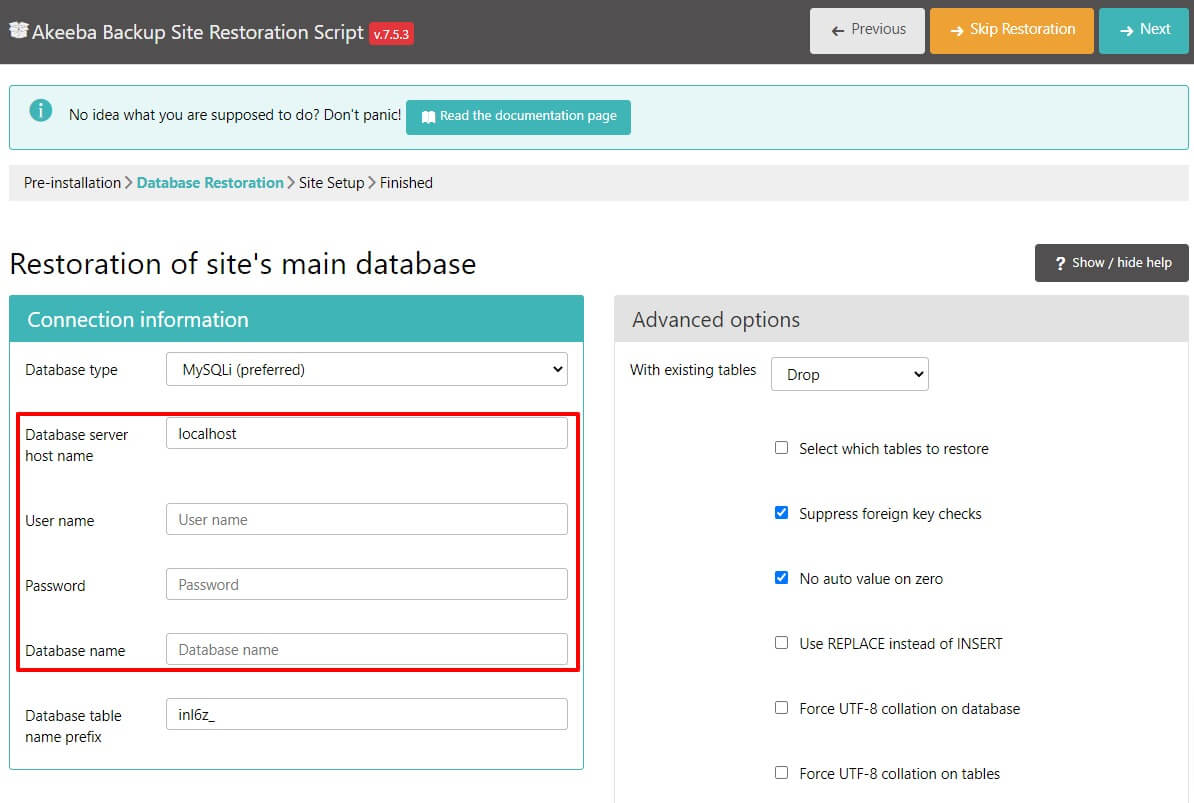 Akeeba Backup Site Restoration Script v.7.5.3
Previous
Skip Restoration
Next
No idea what you are supposed to do? Don't panic! Read the documentation page
Pre-installation > Database Restoration > Site Setup > Finished
Restoration of site's main database
? Show / hide help
Connection information
Database type
MySQLi (preferred)
Database server
host name
localhost
User name
User name
Password
Password
Database name
Database name
Database table
name prefix
inl6z_
Advanced options
With existing tables
Drop
Select which tables to restore
Suppress foreign key checks
No auto value on zero
Use REPLACE instead of INSERT
Force UTF-8 collation on database
Force UTF-8 collation on tables